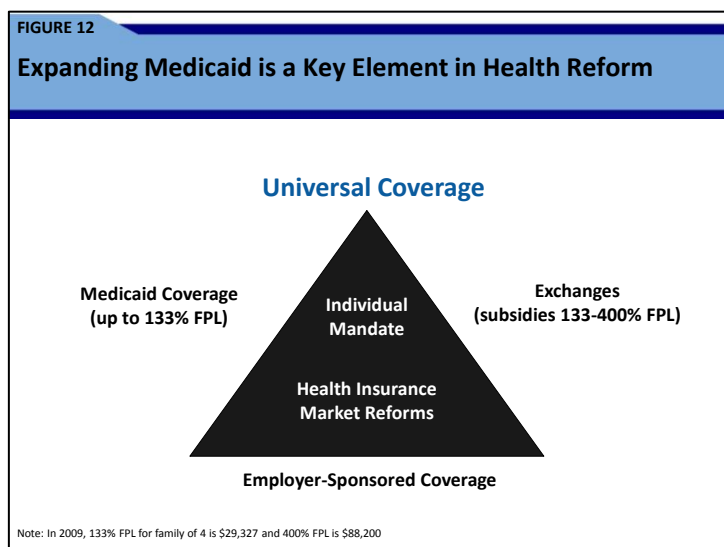 FIGURE 12
Expanding Medicaid is a Key Element in Health Reform
Universal Coverage
Medicaid Coverage
(up to 133% FPL)
Individual
Mandate
Exchanges
(subsidies 133-400% FPL)
Health Insurance
Market Reforms
Employer-Sponsored Coverage
Note: In 2009, 133% FPL for family of 4 is $29,327 and 400% FPL is $88,200